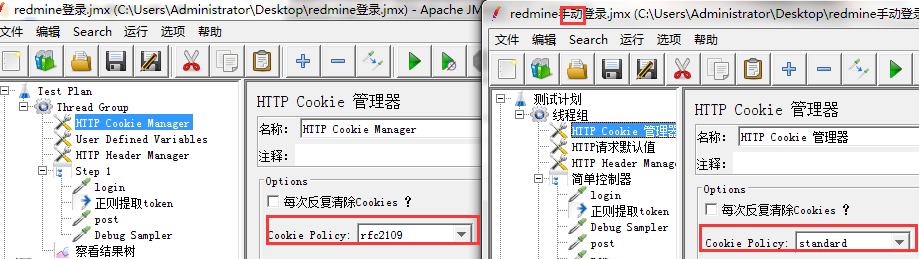 redmine登录.jmx (C:\Users\Administrator\Desktop\redmine登录.jmx) - Apache JM
文件 编辑 Search 运行 选项 帮助
Test Plan
Thread Group
HTTP Cookie Manager
User Defined Variables
HTTP Header Manager
Step 1
login
正则提取token
post
Debug Sampler
察看结果树
HTTP Cookie 管理器
名称： HTTP Cookie Manager
注释：
Options
每次反复清除Cookies ？
Cookie Policy: rfc2109
redmine手动登录.jmx (C:\Users\Administrator\Desktop\redmine手动登录
文件 编辑 Search 运行 选项 帮助
测试计划
线程组
HTTP Cookie 管理器
HTTP请求默认值
HTTP Header Manage
简单控制器
login
正则提取token
post
Debug Sampler
post
HTTP Cookie 管理器
名称： HTTP Cookie 管理器
注释：
Options
每次反复清除Cookies ？
Cookie Policy: standard